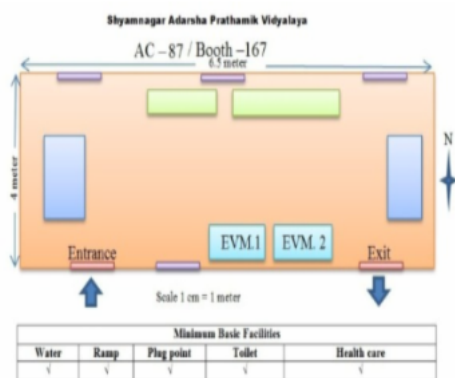 Shyamnagar Adarsha Prathamik Vidyalaya
AC – 87 / Booth –167
6.5 meter
4 meter
N
EVM.1 EVM. 2
Entrance Exit
Scale 1 cm = 1 meter
Minimum Basic Facilities
Water Ramp Plug point Toilet Health care
√ √ √ √ √